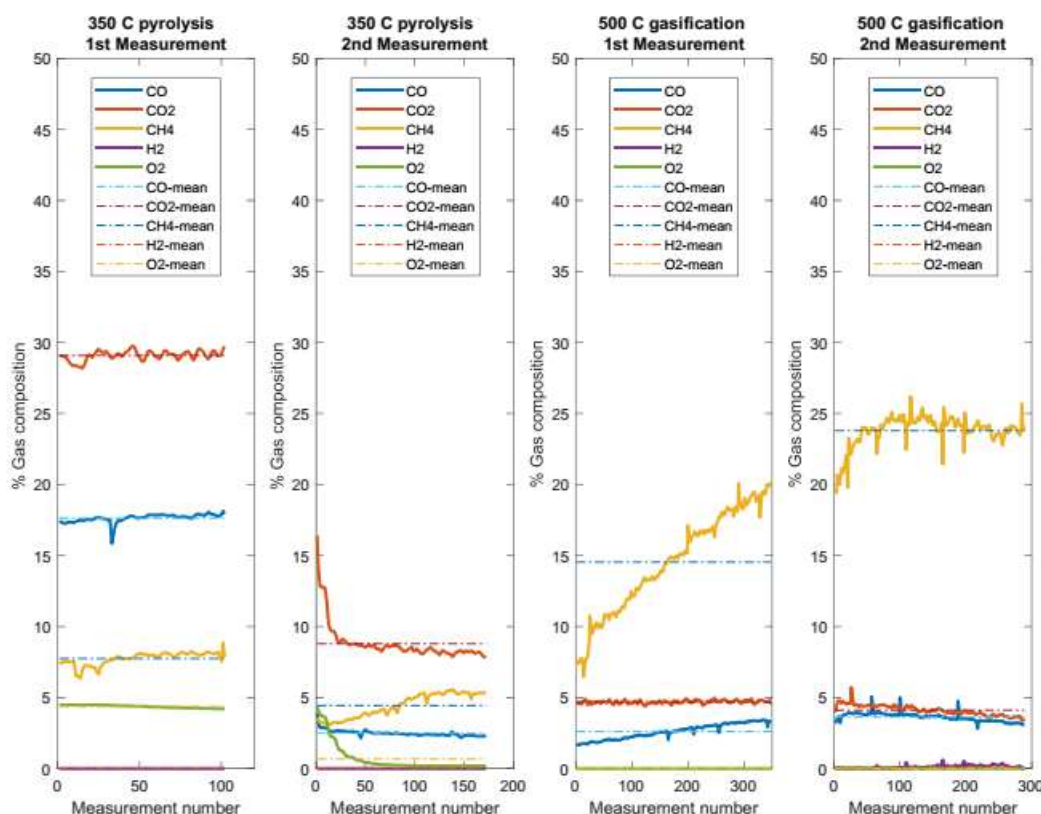 350 C pyrolysis
1st Measurement
50
45
40
35
30
25
20
15
10
5
0
% Gas composition
CO
CO2
CH4
H2
O2
CO-mean
CO2-mean
CH4-mean
H2-mean
O2-mean
0
50
100
Measurement number
350 C pyrolysis
2nd Measurement
50
45
40
35
30
25
20
15
10
5
0
% Gas composition
CO
CO2
CH4
H2
O2
CO-mean
CO2-mean
CH4-mean
H2-mean
O2-mean
0
50
100
150
200
Measurement number
500 C gasification
1st Measurement
50
45
40
35
30
25
20
15
10
5
0
% Gas composition
CO
CO2
CH4
H2
O2
CO-mean
CO2-mean
CH4-mean
H2-mean
O2-mean
0
100
200
300
Measurement number
500 C gasification
2nd Measurement
50
45
40
35
30
25
20
15
10
5
0
% Gas composition
CO
CO2
CH4
H2
O2
CO-mean
CO2-mean
CH4-mean
H2-mean
O2-mean
0
100
200
300
Measurement number